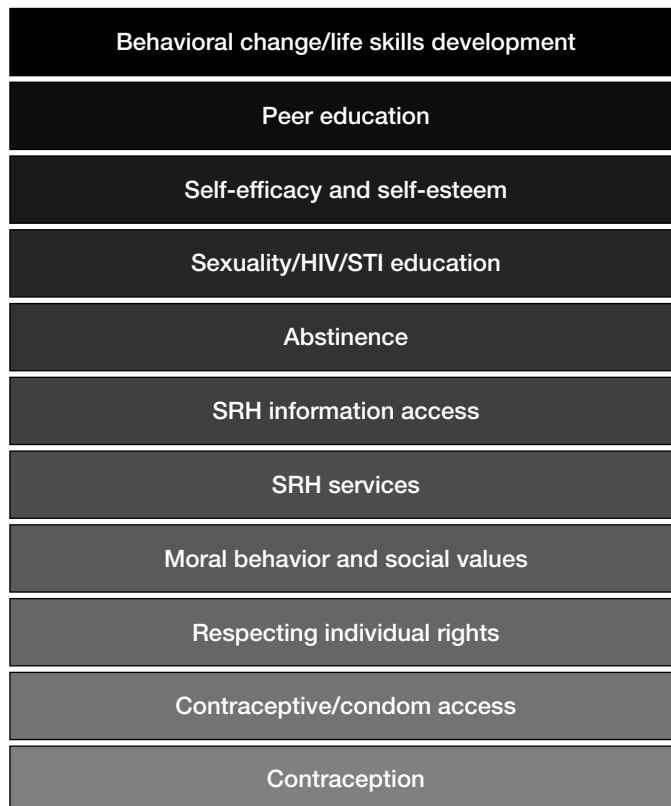 Behavioral change/life skills development
Peer education
Self-efficacy and self-esteem
Sexuality/HIV/STI education
Abstinence
SRH information access
SRH services
Moral behavior and social values
Respecting individual rights
Contraceptive/condom access
Contraception